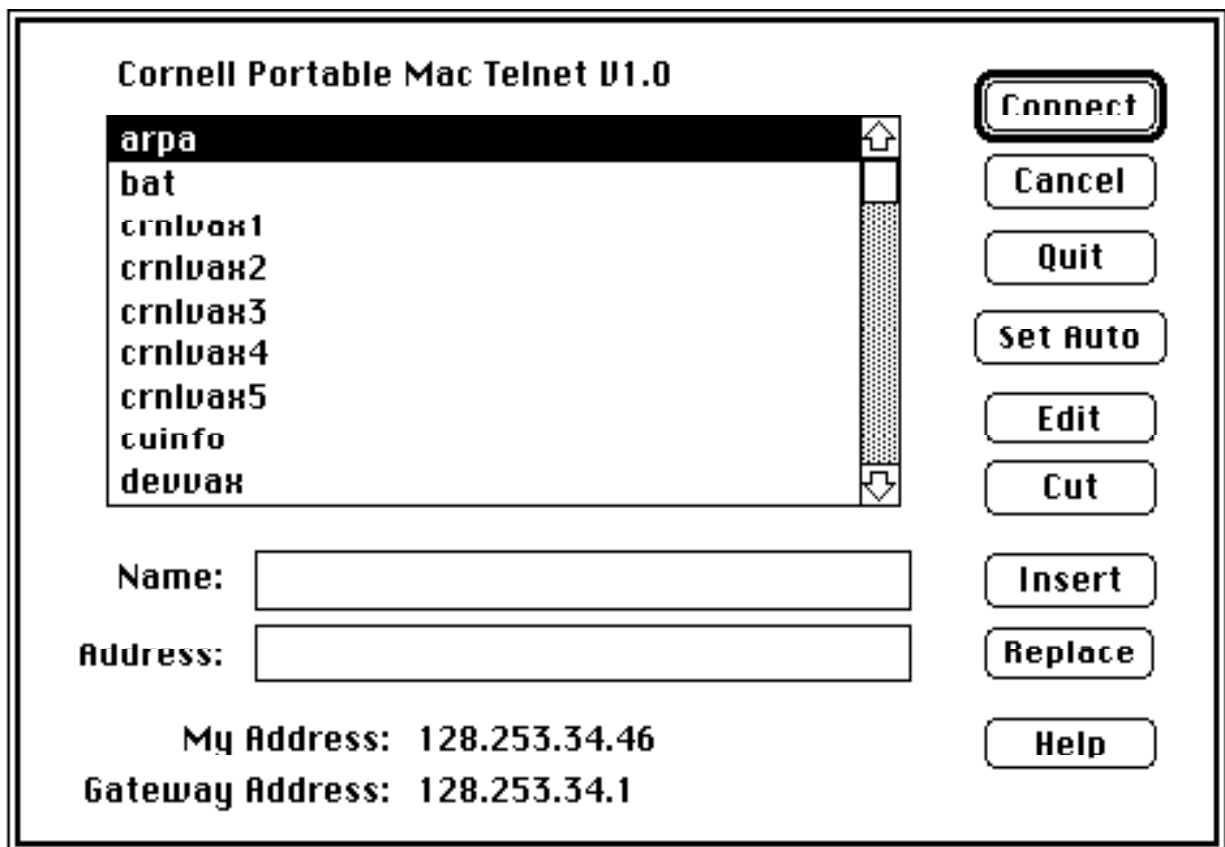 Cornell Portable Mac Telnet V1.0
arpa
bat
crnlvax1
crnlvax2
crnlvax3
crnlvax4
crnlvax5
cuinfo
devvax
Name:
Address:
My Address: 128.253.34.46
Gateway Address: 128.253.34.1
Connect
Cancel
Quit
Set Auto
Edit
Cut
Insert
Replace
Help